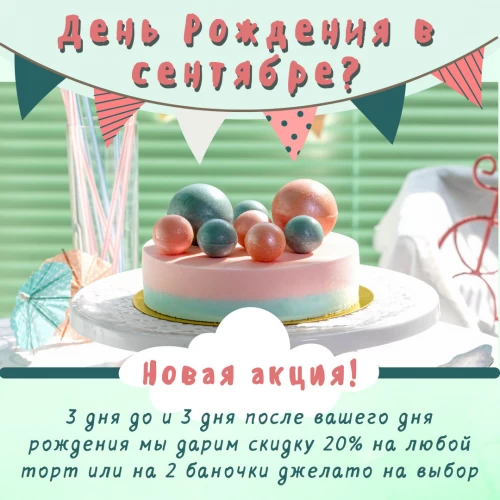 День Рождения в
сентябре?
Новая акция!
3 дня до и 3 дня после вашего дня
рождения мы дарим скидку 20% на любой
торт или на 2 баночки джелато на выбор